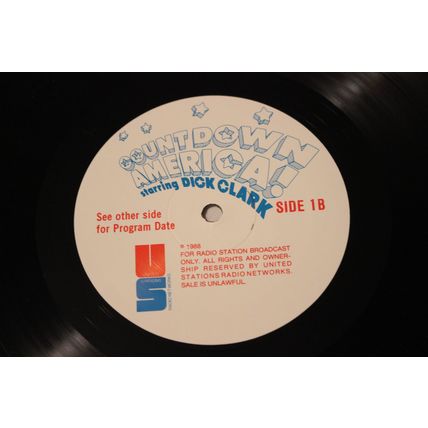 COUNTDOWN
AMERICA!
starring DICK CLARK
SIDE 1B
See other side
for Program Date
US
℗ 1988
FOR RADIO STATION BROADCAST
ONLY. ALL RIGHTS AND OWNER-
SHIP RESERVED BY UNITED
STATIONS RADIO NETWORKS.
SALE IS UNLAWFUL.